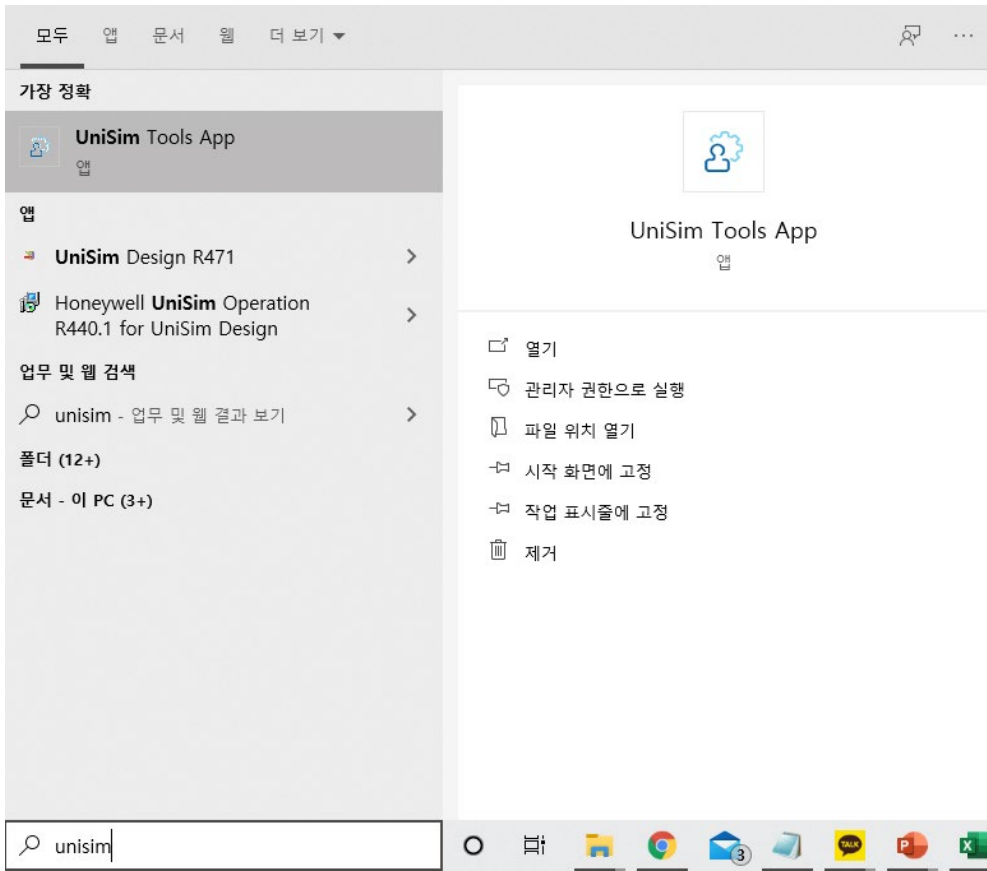 모두 앱 문서 웹 더 보기
가장 정확
UniSim Tools App
앱
앱
UniSim Design R471
Honeywell UniSim Operation
R440.1 for UniSim Design
업무 및 웹 검색
unisim - 업무 및 웹 결과 보기
폴더 (12+)
문서 - 이 PC (3+)
UniSim Tools App
앱
열기
관리자 권한으로 실행
파일 위치 열기
시작 화면에 고정
작업 표시줄에 고정
제거
unisim
3
TALK
P
X